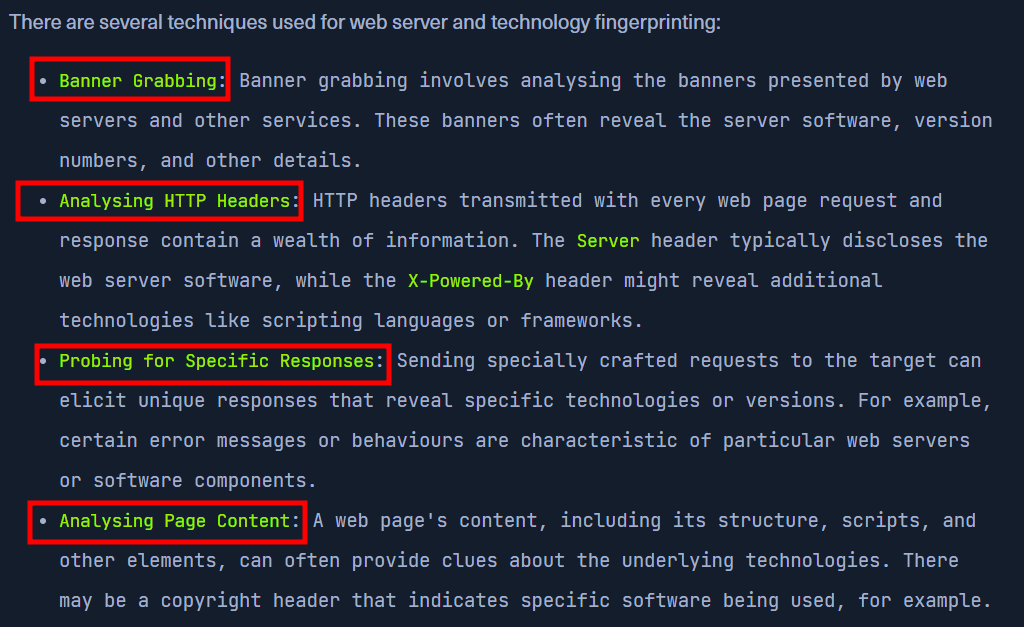 There are several techniques used for web server and technology fingerprinting:
• Banner Grabbing: Banner grabbing involves analysing the banners presented by web
servers and other services. These banners often reveal the server software, version
numbers, and other details.
• Analysing HTTP Headers: HTTP headers transmitted with every web page request and
response contain a wealth of information. The Server header typically discloses the
web server software, while the X-Powered-By header might reveal additional
technologies like scripting languages or frameworks.
• Probing for Specific Responses: Sending specially crafted requests to the target can
elicit unique responses that reveal specific technologies or versions. For example,
certain error messages or behaviours are characteristic of particular web servers
or software components.
• Analysing Page Content: A web page's content, including its structure, scripts, and
other elements, can often provide clues about the underlying technologies. There
may be a copyright header that indicates specific software being used, for example.